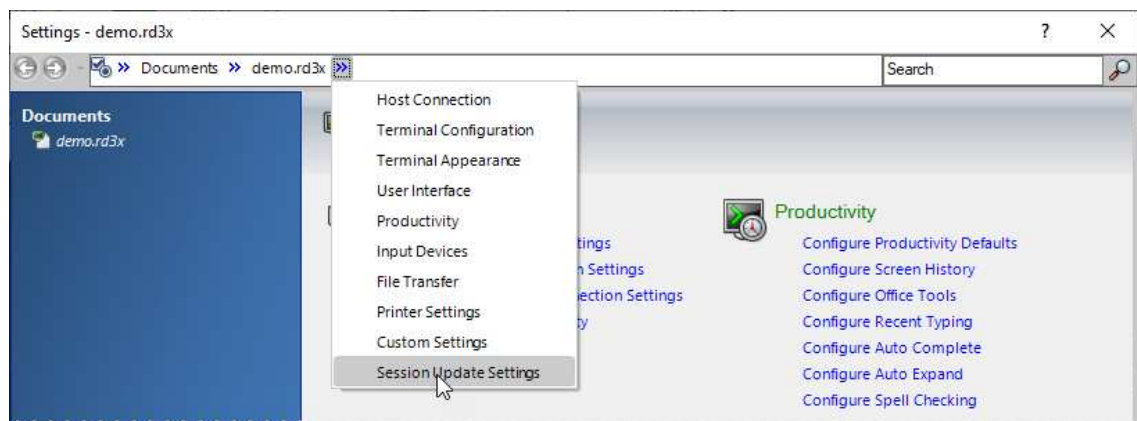 Settings - demo.rd3x
?
Documents demo.rd3x
Search
Documents
demo.rd3x
Host Connection
Terminal Configuration
Terminal Appearance
User Interface
Productivity
Input Devices
File Transfer
Printer Settings
Custom Settings
Session Update Settings
tings
Settings
ection Settings
Productivity
Configure Productivity Defaults
Configure Screen History
Configure Office Tools
Configure Recent Typing
Configure Auto Complete
Configure Auto Expand
Configure Spell Checking